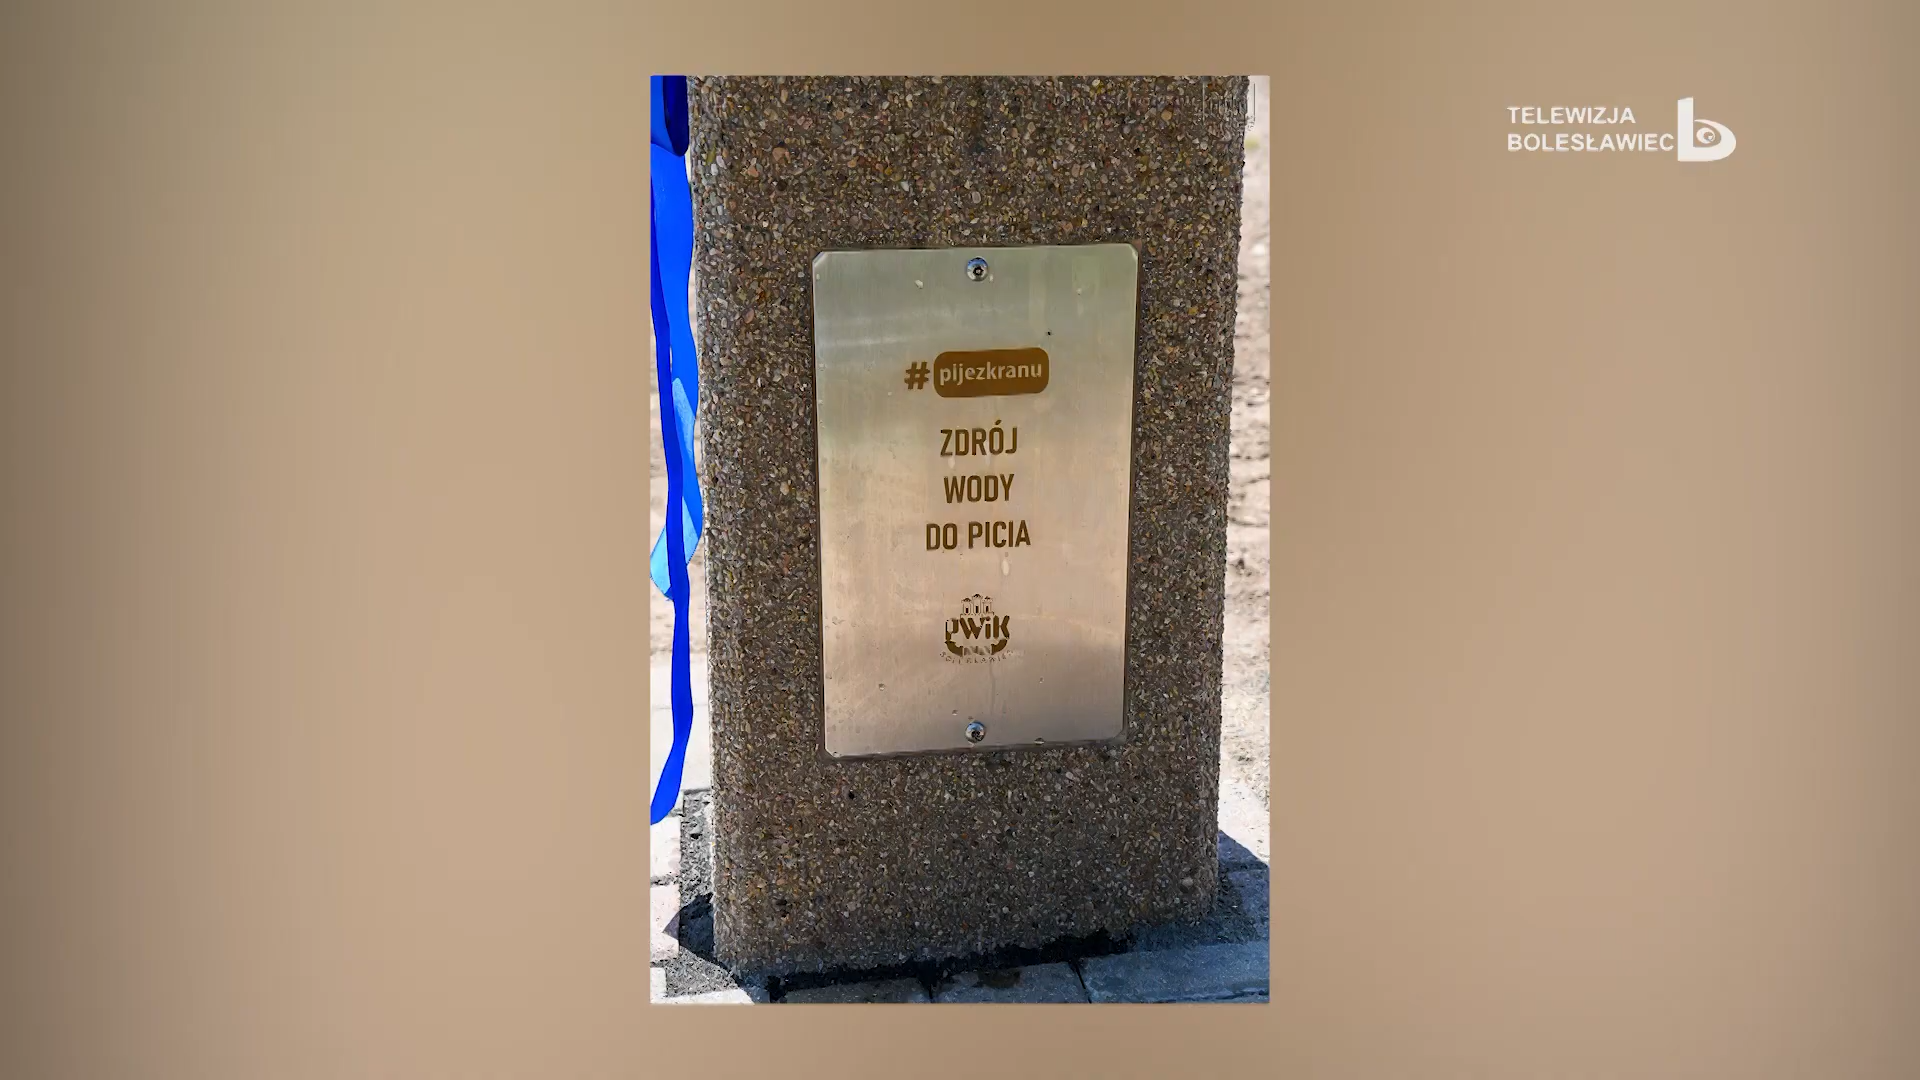 TELEWIZJA
BOLESŁAWIEC
#pijezkranu
ZDRÓJ
WODY
DO PICIA
PWiK